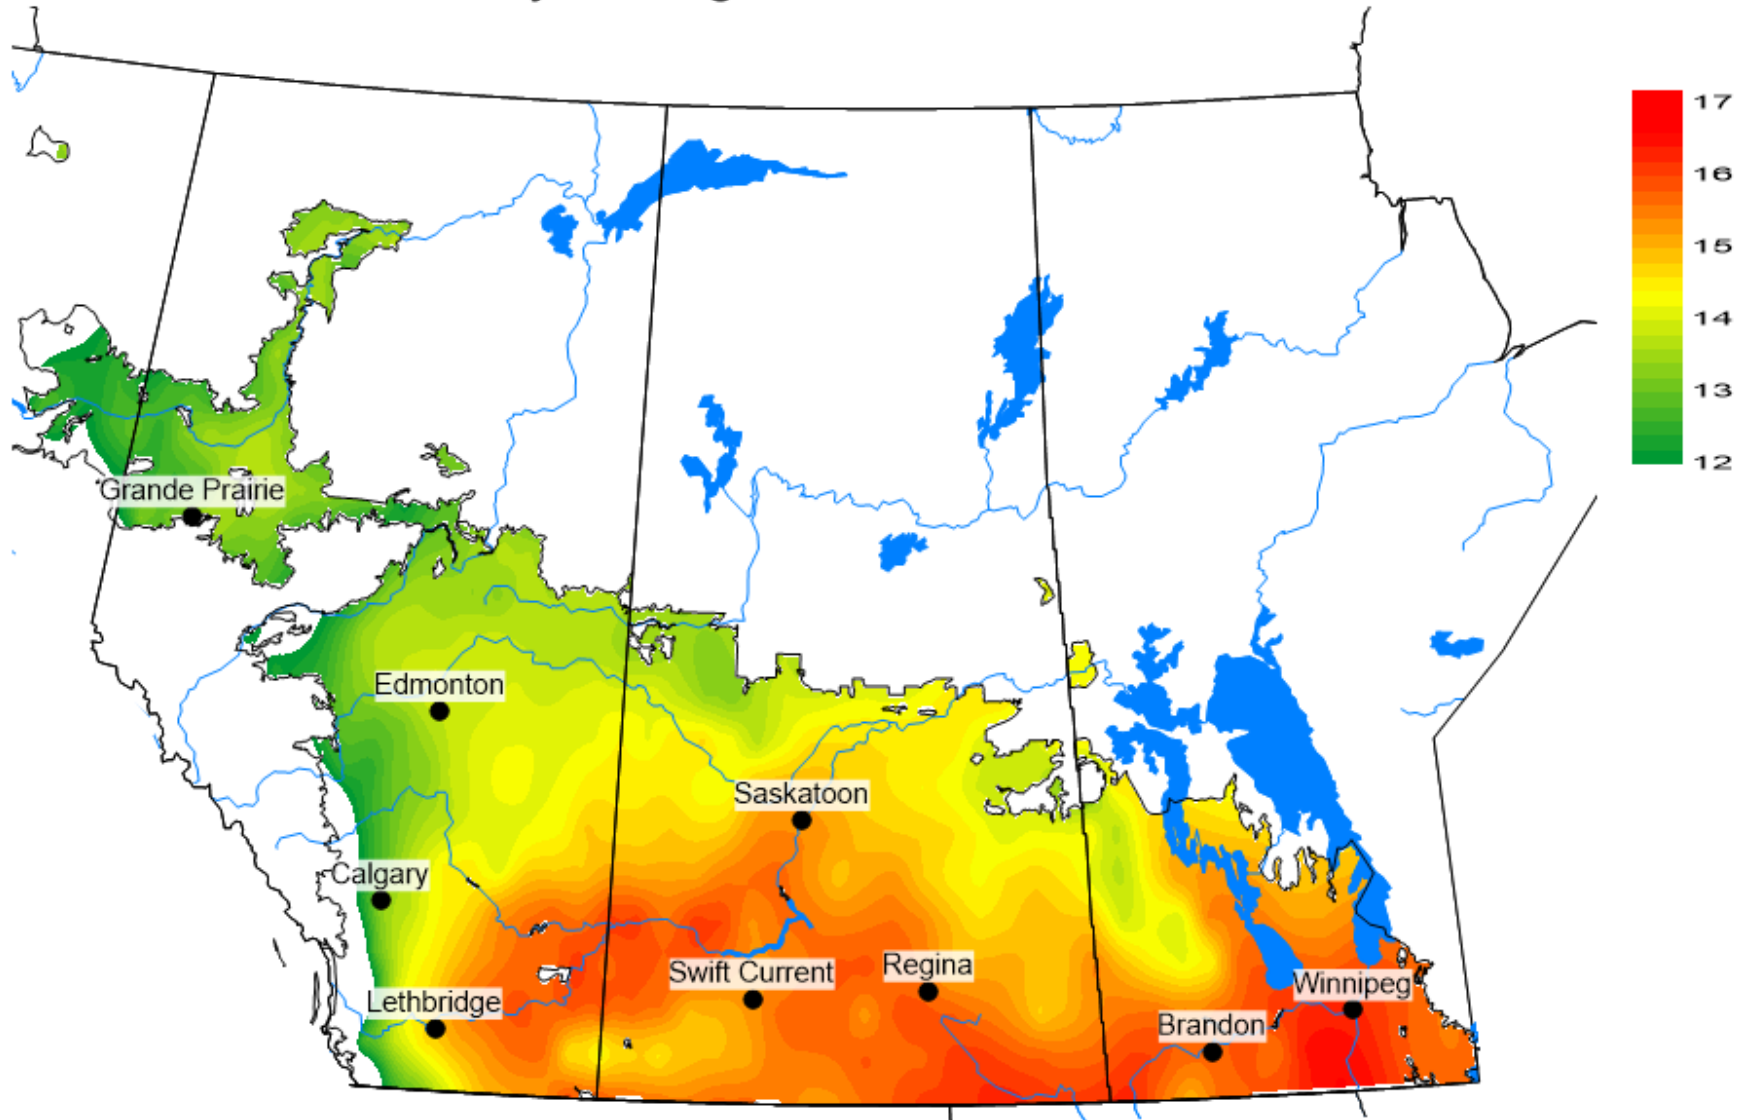 17
16
15
14
13
12
Grande Prairie
Edmonton
Saskatoon
Calgary
Swift Current
Regina
Lethbridge
Winnipeg
Brandon